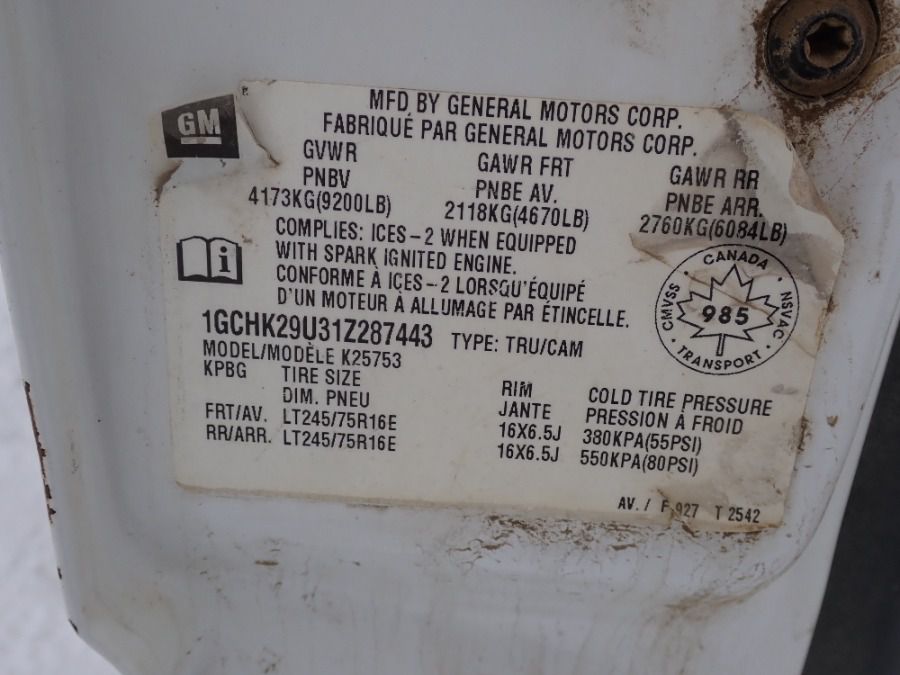 GM
MFD BY GENERAL MOTORS CORP.
FABRIQUÉ PAR GENERAL MOTORS CORP.
GVWR GAWR FRT GAWR RR
PNBV PNBE AV. PNBE ARR.
4173KG(9200LB) 2118KG(4670LB) 2760KG(6084LB)
COMPLIES: ICES-2 WHEN EQUIPPED
WITH SPARK IGNITED ENGINE.
CONFORME À ICES-2 LORSQU'ÉQUIPÉ
D'UN MOTEUR À ALLUMAGE PAR ÉTINCELLE.
CANADA
CMVSS 985 NSVAC
TRANSPORT
1GCHK29U31Z287443 TYPE: TRU/CAM
MODEL/MODÈLE K25753
KPBG TIRE SIZE RIM COLD TIRE PRESSURE
DIM. PNEU JANTE PRESSION À FROID
FRT/AV. LT245/75R16E 16X6.5J 380KPA(55PSI)
RR/ARR. LT245/75R16E 16X6.5J 550KPA(80PSI)
AV. / F 927 T 2542